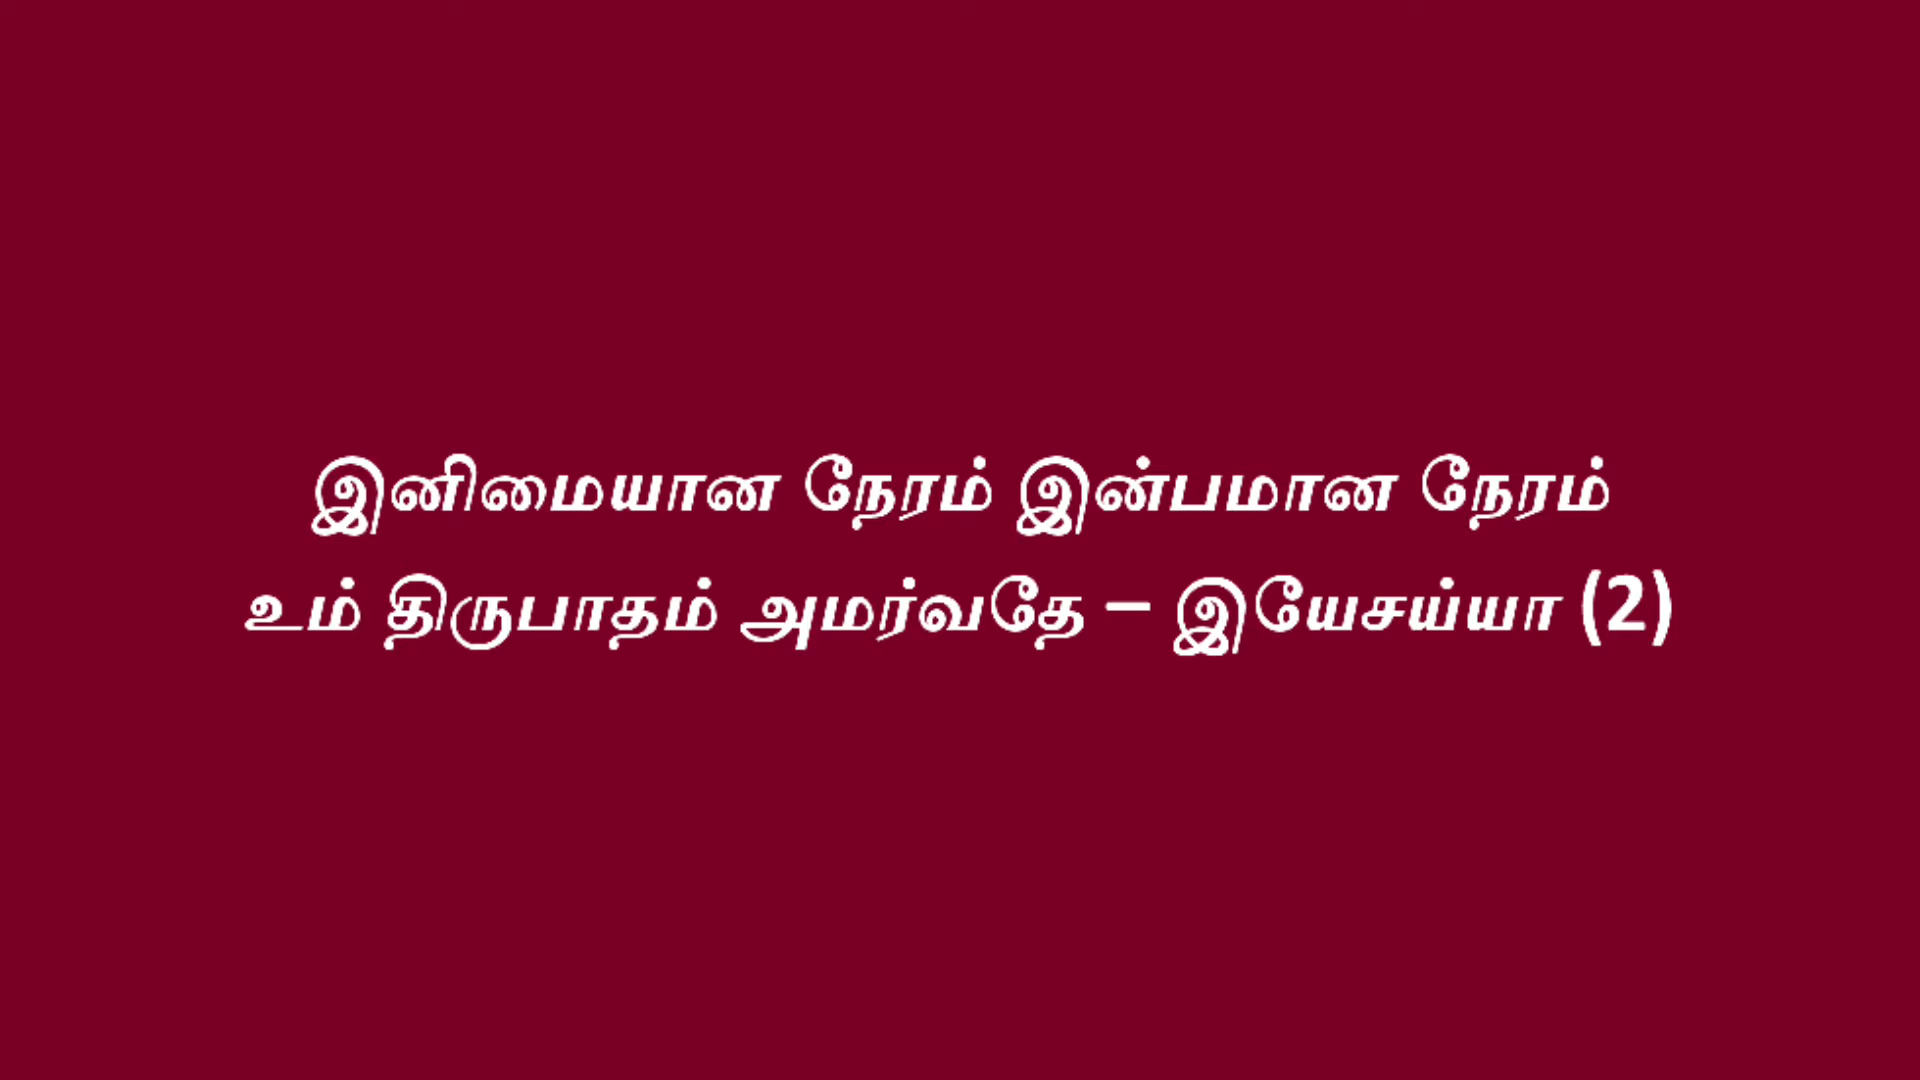 இனிமையான நேரம் இன்பமான நேரம்
உம் திருபாதம் அமர்வதே – இயேசய்யா (2)